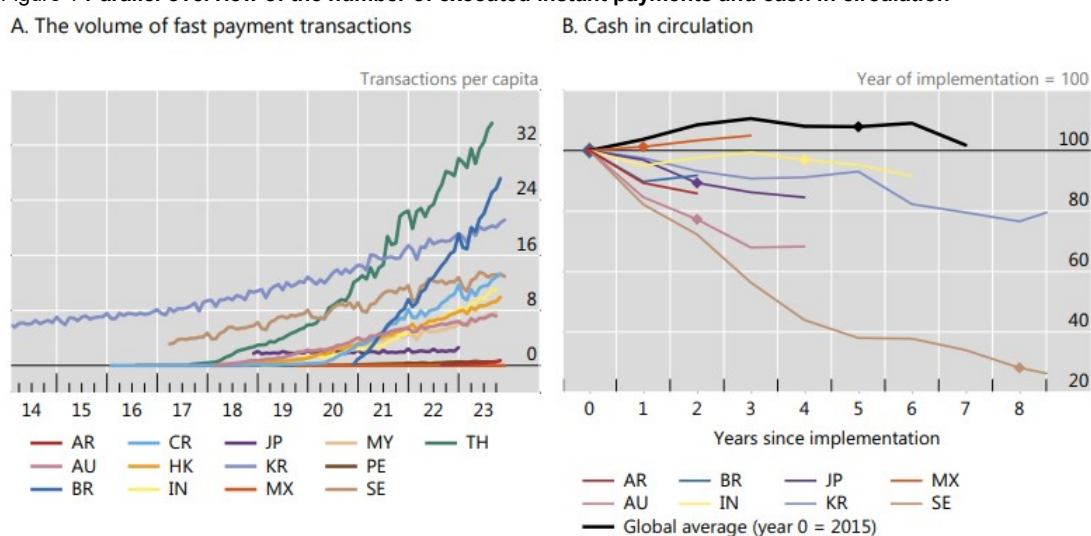 A. The volume of fast payment transactions
Transactions per capita
32
24
16
8
0
14 15 16 17 18 19 20 21 22 23
AR CR JP MY TH
AU HK KR PE
BR IN MX SE
B. Cash in circulation
Year of implementation = 100
100
80
60
40
20
0 1 2 3 4 5 6 7 8
Years since implementation
AR BR JP MX
AU IN KR SE
Global average (year 0 = 2015)